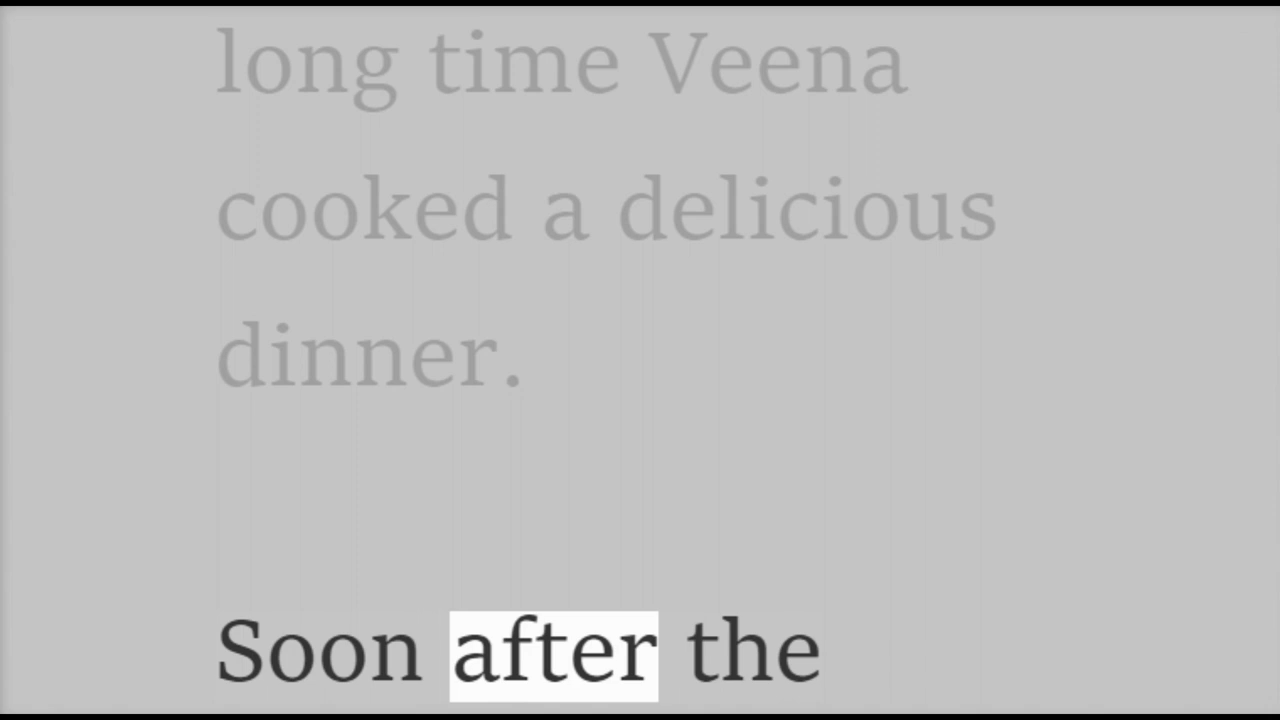 long time Veena
cooked a delicious
dinner.
Soon after the